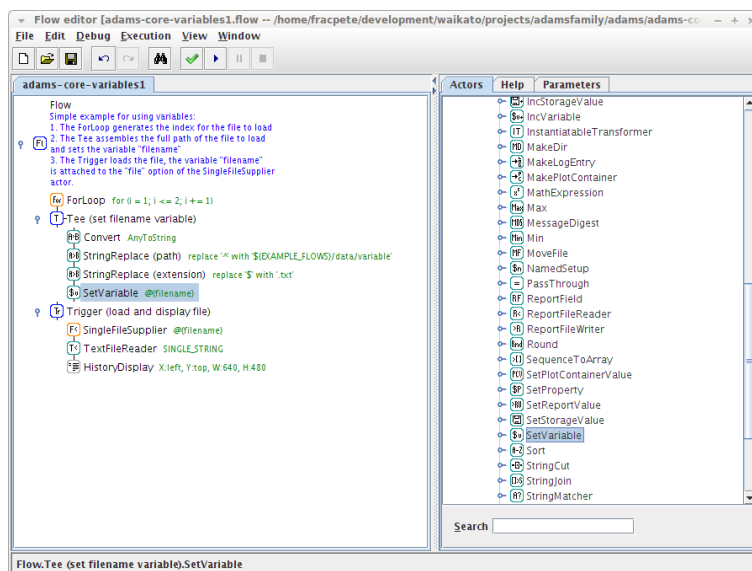 Flow editor [adams-core-variables1.flow -- /home/fracpete/development/waikato/projects/adamsfamily/adams/adams-co
File Edit Debug Execution View Window
adams-core-variables1
Flow
Simple example for using variables:
1. The ForLoop generates the index for the file to load
2. The Tee assembles the full path of the file to load
and sets the variable "filename"
3. The Trigger loads the file, the variable "filename"
is attached to the "file" option of the SingleFileSupplier
actor.
ForLoop for (i = 1; i <= 2; i += 1)
Tee (set filename variable)
Convert AnyToString
StringReplace (path) replace '^' with '${EXAMPLE_FLOWS}/data/variable'
StringReplace (extension) replace '$' with '.txt'
SetVariable @{filename}
Trigger (load and display file)
SingleFileSupplier @{filename}
TextFileReader SINGLE_STRING
HistoryDisplay X:left, Y:top, W:640, H:480
Actors Help Parameters
IncStorageValue
IncVariable
InstantiatableTransformer
MakeDir
MakeLogEntry
MakePlotContainer
MathExpression
Max
MessageDigest
Min
MoveFile
NamedSetup
PassThrough
ReportField
ReportFileReader
ReportFileWriter
Round
SequenceToArray
SetPlotContainerValue
SetProperty
SetReportValue
SetStorageValue
SetVariable
Sort
StringCut
StringJoin
StringMatcher
Search
Flow.Tee (set filename variable).SetVariable